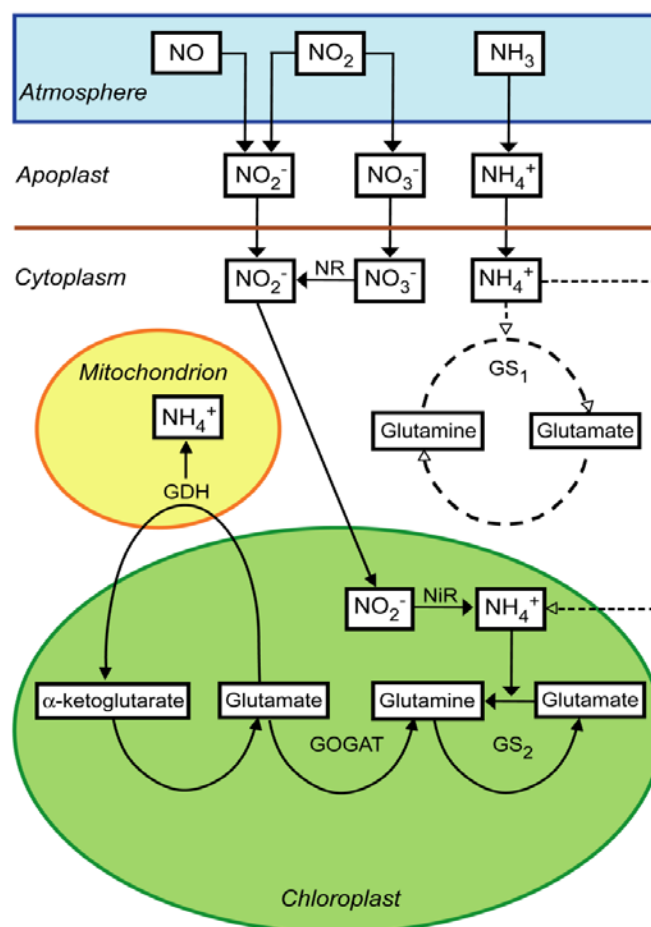 NO
NO₂
NH₃
Atmosphere
Apoplast
NO₂⁻
NO₃⁻
NH₄⁺
Cytoplasm
NO₂⁻
NR
NO₃⁻
NH₄⁺
Mitochondrion
NH₄⁺
GDH
GS₁
Glutamine
Glutamate
NO₂⁻
NiR
NH₄⁺
α-ketoglutarate
Glutamate
Glutamine
Glutamate
GOGAT
GS₂
Chloroplast